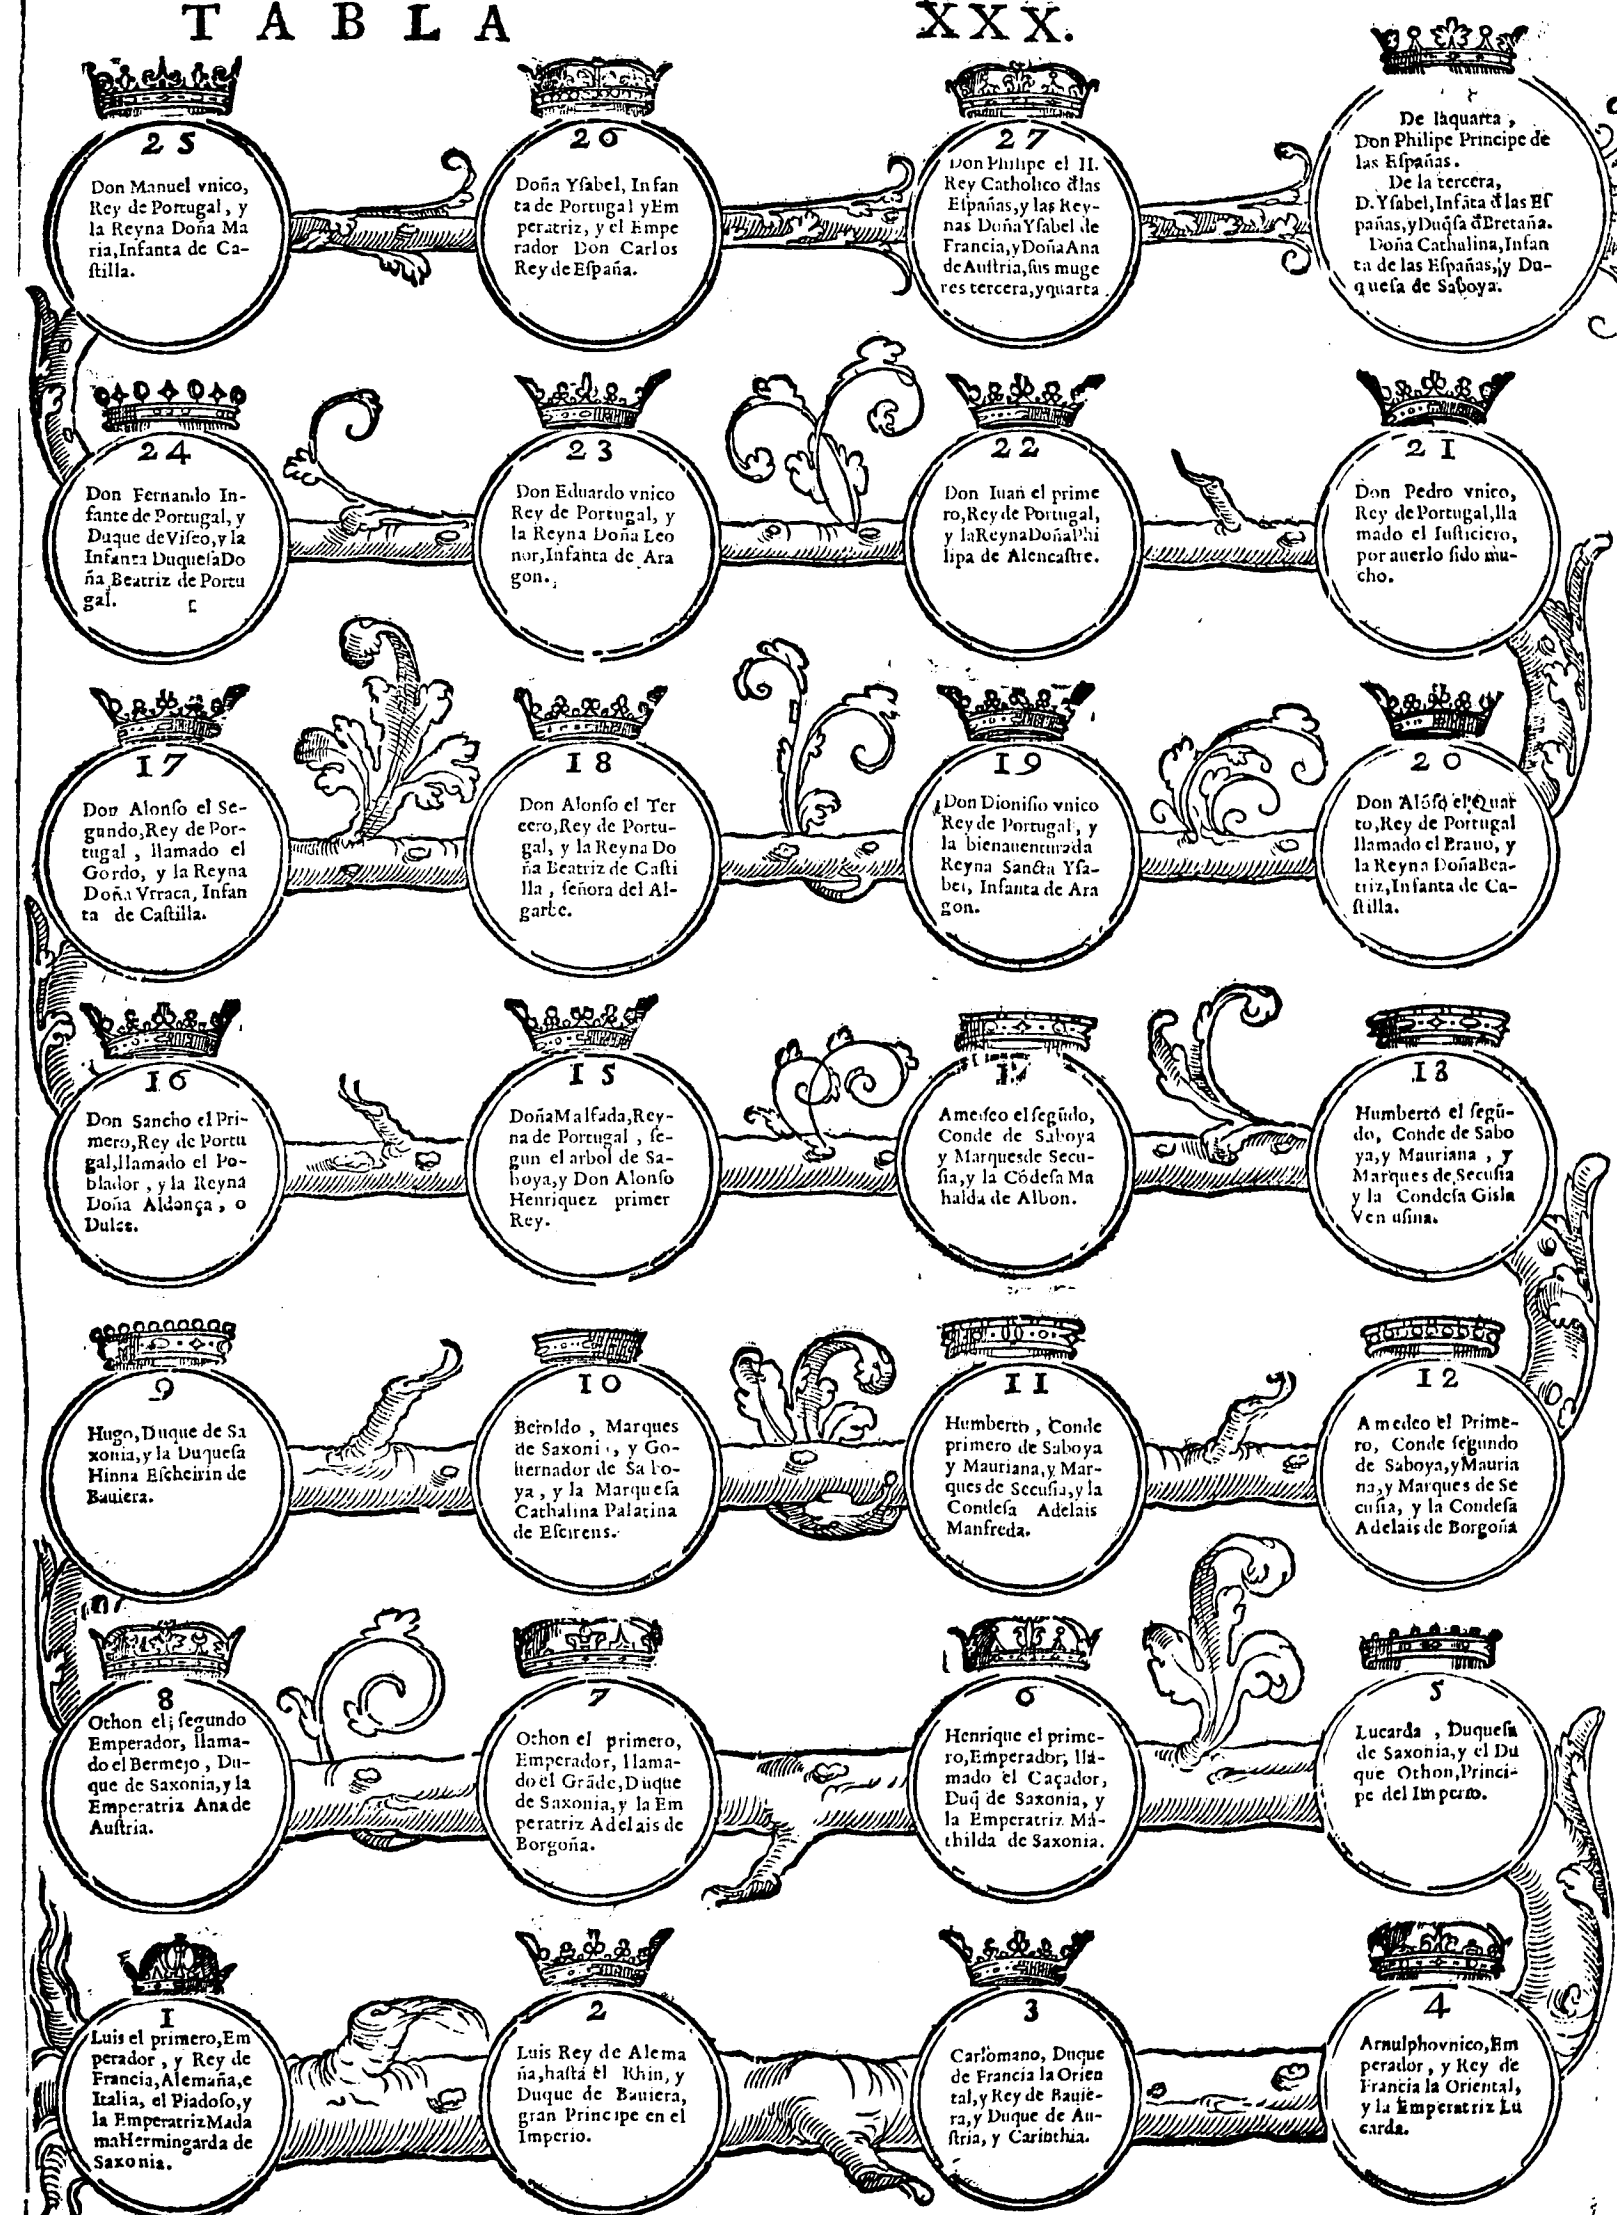 TABLA XXX.
25
Don Manuel vnico,
Rey de Portugal, y
la Reyna Doña Ma
ria, Infanta de Ca-
ſtilla.
26
Doña Yſabel, Infan
ta de Portugal y Em
peratriz, y el Empe
rador Don Carlos
Rey de Eſpaña.
27
Don Philipe el II.
Rey Catholico đlas
Eſpañas, y las Rey-
nas Doña Yſabel de
Francia, y Doña Ana
de Auſtria, ſus muge
res tercera, y quarta
De la quarta,
Don Philipe Principe de
las Eſpañas.
De la tercera,
D. Yſabel, Infāta đ las Eſ
pañas, y Duq̃ſa đ Bretaña.
Doña Cathalina, Infan
ta de las Eſpañas, y Du-
queſa de Saboya.
24
Don Fernando In-
fante de Portugal, y
Duque de Viſeo, y la
Infanta Duqueſa Do
ña Beatriz de Portu
gal.
23
Don Eduardo vnico
Rey de Portugal, y
la Reyna Doña Leo
nor, Infanta de Ara
gon.
22
Don Iuan el prime
ro, Rey de Portugal,
y la Reyna Doña Phi
lipa de Alencaſtre.
21
Don Pedro vnico,
Rey de Portugal, lla
mado el Iuſticiero,
por auerlo ſido mu-
cho.
17
Don Alonſo el Se-
gundo, Rey de Por-
tugal, llamado el
Gordo, y la Reyna
Doña Vrraca, Infan
ta de Caſtilla.
18
Don Alonſo el Ter
cero, Rey de Portu-
gal, y la Reyna Do
ña Beatriz de Caſti
lla, ſeñora del Al-
garbe.
19
Don Dioniſio vnico
Rey de Portugal, y
la bienauenturada
Reyna Sancta Yſa-
bel, Infanta de Ara
gon.
20
Don Alōſo el Quar
to, Rey de Portugal
llamado el Brauo, y
la Reyna Doña Bea-
triz, Infanta de Ca-
ſtilla.
16
Don Sancho el Pri-
mero, Rey de Portu
gal, llamado el Po-
blador, y la Reyna
Doña Aldonça, o
Dulce.
15
Doña Malfada, Rey-
na de Portugal, ſe-
gun el arbol de Sa-
boya, y Don Alonſo
Henriquez primer
Rey.
Amedeo el ſegūdo,
Conde de Saboya
y Marques de Secu-
ſia, y la Cōdeſa Ma
halda de Albon.
13
Humberto el ſegū-
do, Conde de Sabo
ya, y Mauriana, y
Marques de Secuſia
y la Condeſa Gisla
Ven uſina.
9
Hugo, Duque de Sa
xonia, y la Duqueſa
Hinna Eſcheirin de
Bauiera.
10
Beroldo, Marques
de Saxonia, y Go-
uernador de Sabo-
ya, y la Marqueſa
Cathalina Palatina
de Eſcirens.
11
Humberto, Conde
primero de Saboya
y Mauriana, y Mar-
ques de Secuſia, y la
Condeſa Adelais
Manfreda.
12
Amedeo el Prime-
ro, Conde ſegundo
de Saboya, y Mauria
na, y Marques de Se
cuſia, y la Condeſa
Adelais de Borgoña
8
Othon el ſegundo
Emperador, llama-
do el Bermejo, Du-
que de Saxonia, y la
Emperatriz Ana de
Auſtria.
7
Othon el primero,
Emperador, llama-
do el Grāde, Duque
de Saxonia, y la Em
peratriz Adelais de
Borgoña.
6
Henrique el prime-
ro, Emperador, lla-
mado el Caçador,
Duq̃ de Saxonia, y
la Emperatriz Ma-
thilda de Saxonia.
5
Lucarda, Duqueſa
de Saxonia, y el Du
que Othon, Princi-
pe del Imperio.
1
Luis el primero, Em
perador, y Rey de
Francia, Alemaña, e
Italia, el Piadoſo, y
la Emperatriz Mada
ma Hermingarda de
Saxonia.
2
Luis Rey de Alema
ña, haſta el Rhin, y
Duque de Bauiera,
gran Principe en el
Imperio.
3
Carlomano, Duque
de Francia la Orien
tal, y Rey de Bauie-
ra, y Duque de Au-
ſtria, y Carinthia.
4
Arnulpho vnico, Em
perador, y Rey de
Francia la Oriental,
y la Emperatriz Lu
carda.